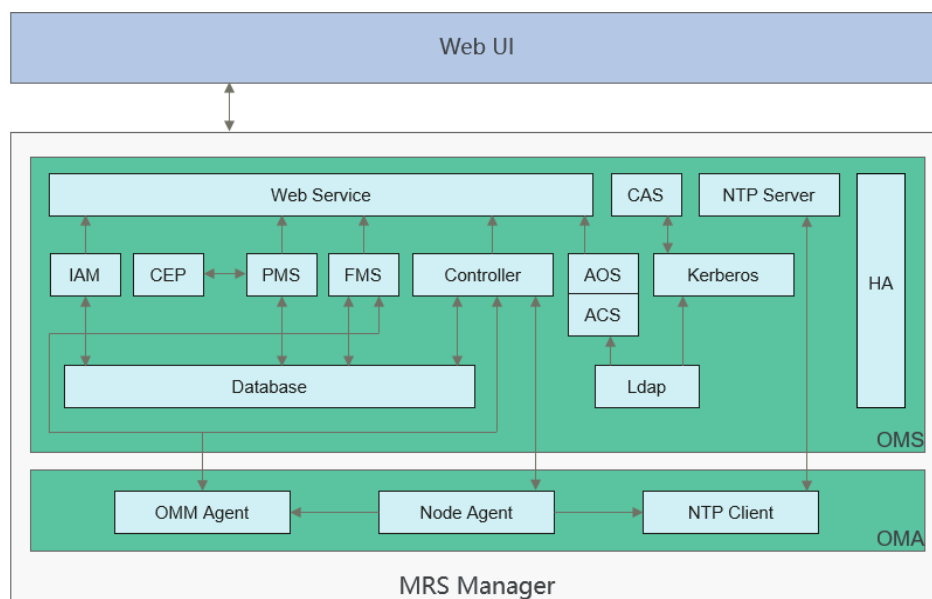 Web UI
Web Service
CAS
NTP Server
IAM
CEP
PMS
FMS
Controller
AOS
Kerberos
HA
ACS
Database
Ldap
OMS
OMM Agent
Node Agent
NTP Client
OMA
MRS Manager